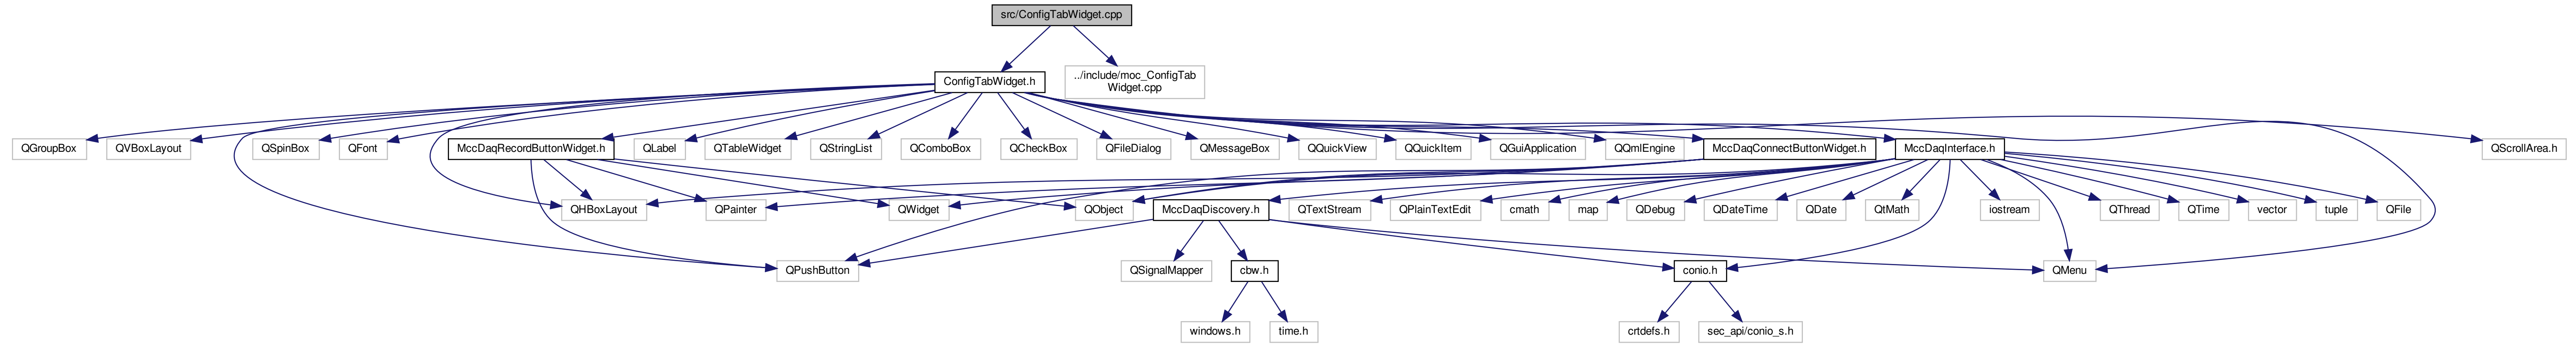 src/ConfigTabWidget.cpp
ConfigTabWidget.h
../include/moc_ConfigTab
Widget.cpp
QGroupBox
QVBoxLayout
QSpinBox
QFont
MccDaqRecordButtonWidget.h
QLabel
QTableWidget
QStringList
QComboBox
QCheckBox
QFileDialog
QMessageBox
QQuickView
QQuickItem
QGuiApplication
QQmlEngine
MccDaqConnectButtonWidget.h
MccDaqInterface.h
QScrollArea.h
QHBoxLayout
QPainter
QWidget
QObject
MccDaqDiscovery.h
QTextStream
QPlainTextEdit
cmath
map
QDebug
QDateTime
QDate
QtMath
iostream
QThread
QTime
vector
tuple
QFile
QPushButton
QSignalMapper
cbw.h
conio.h
QMenu
windows.h
time.h
crtdefs.h
sec_api/conio_s.h